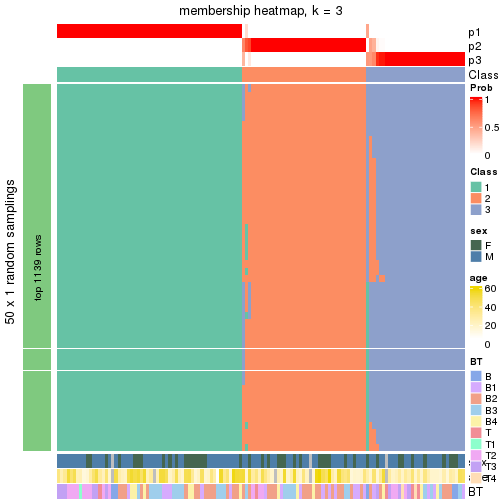 membership heatmap, k = 3
p1
p2
p3
Class
50 x 1 random samplings
top 1139 rows
Prob
1
0.5
0
Class
1
2
3
sex
F
M
age
60
40
20
0
BT
B
B1
B2
B3
B4
T
T1
T2
T3
T4
BT